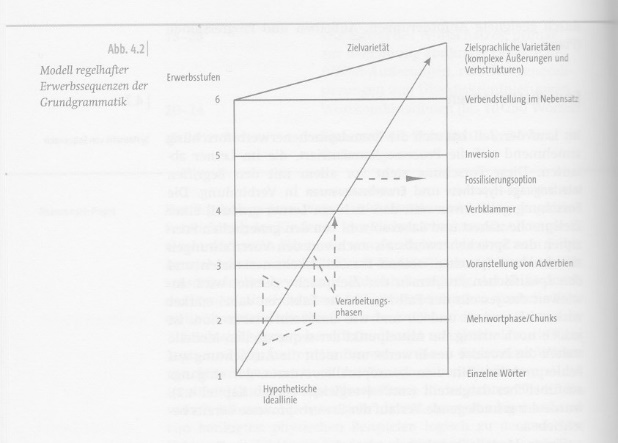 Abb. 4.2
Modell regelhafter
Erwerbssequenzen der
Grundgrammatik
Zielvarietät
Zielsprachliche Varietäten
(komplexe Äußerungen und
Verbstrukturen)
Erwerbsstufen
6
Verbendstellung im Nebensatz
5
Inversion
Fossilisierungsoption
4
Verbklammer
3
Voranstellung von Adverbien
Verarbeitungs-
phasen
2
Mehrwortphase/Chunks
1
Einzelne Wörter
Hypothetische
Ideallinie